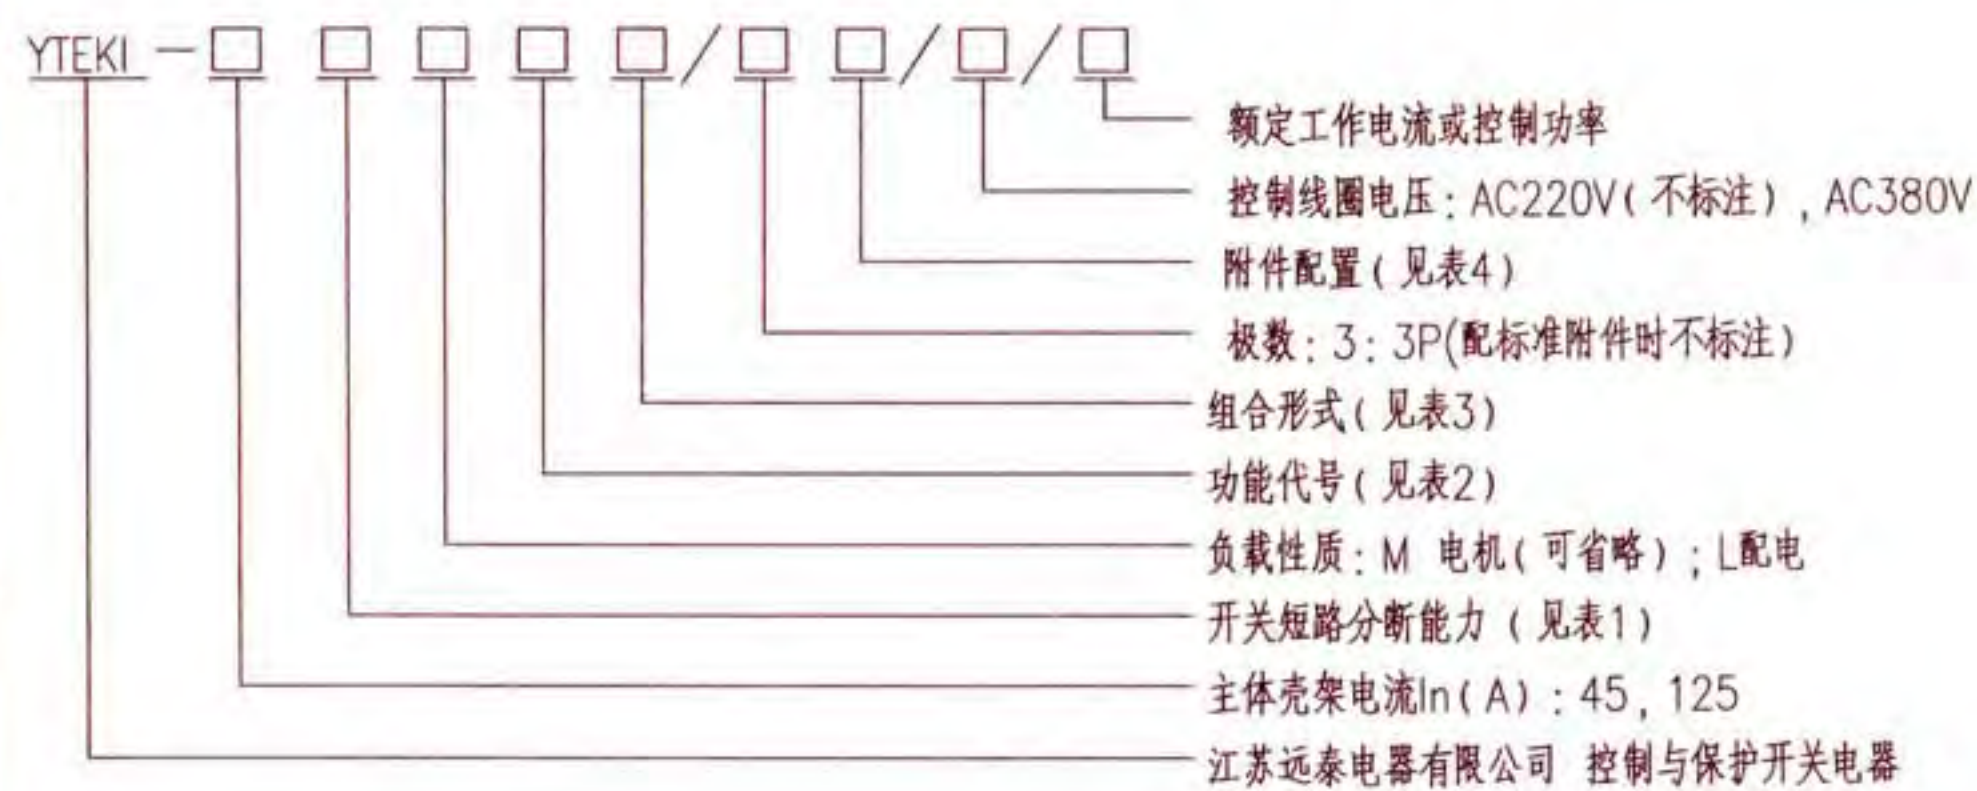 YTEKI-□ □ □ □ □/□ □/□/□
额定工作电流或控制功率
控制线圈电压:AC220V(不标注),AC380V
附件配置(见表4)
极数:3:3P(配标准附件时不标注)
组合形式(见表3)
功能代号(见表2)
负载性质:M 电机(可省略);L配电
开关短路分断能力(见表1)
主体壳架电流In(A):45,125
江苏远泰电器有限公司 控制与保护开关电器